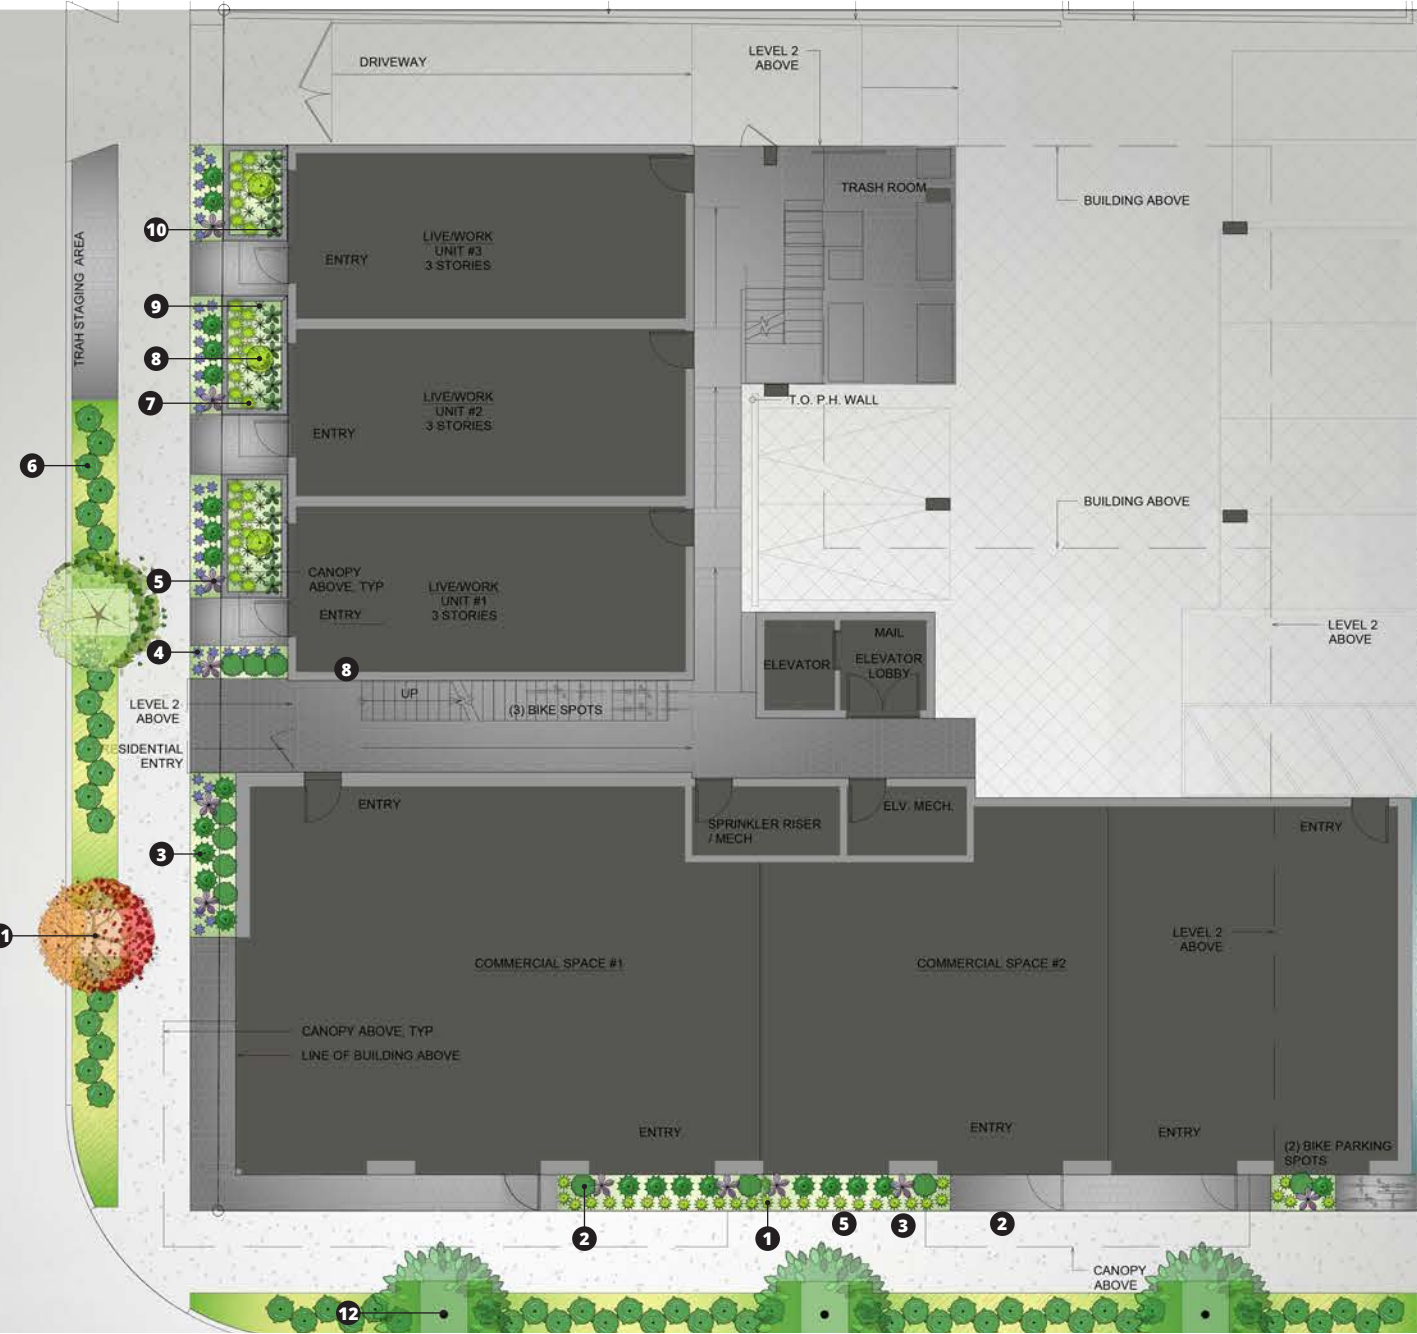 DRIVEWAY
LEVEL 2
ABOVE
TRASH ROOM
BUILDING ABOVE
10
LIVE/WORK
UNIT #3
3 STORIES
ENTRY
TRAH STAGING AREA
9
8
7
LIVE/WORK
UNIT #2
3 STORIES
ENTRY
T.O. P.H. WALL
6
BUILDING ABOVE
5
CANOPY
ABOVE, TYP
LIVE/WORK
UNIT #1
3 STORIES
ENTRY
LEVEL 2
ABOVE
MAIL
ELEVATOR
ELEVATOR
LOBBY
4
8
UP
(3) BIKE SPOTS
LEVEL 2
ABOVE
RESIDENTIAL
ENTRY
ENTRY
ELV. MECH.
SPRINKLER RISER
/ MECH
ENTRY
3
1
LEVEL 2
ABOVE
COMMERCIAL SPACE #1
COMMERCIAL SPACE #2
CANOPY ABOVE, TYP
LINE OF BUILDING ABOVE
ENTRY
ENTRY
ENTRY
(2) BIKE PARKING
SPOTS
2
1
5
3
2
CANOPY
ABOVE
12